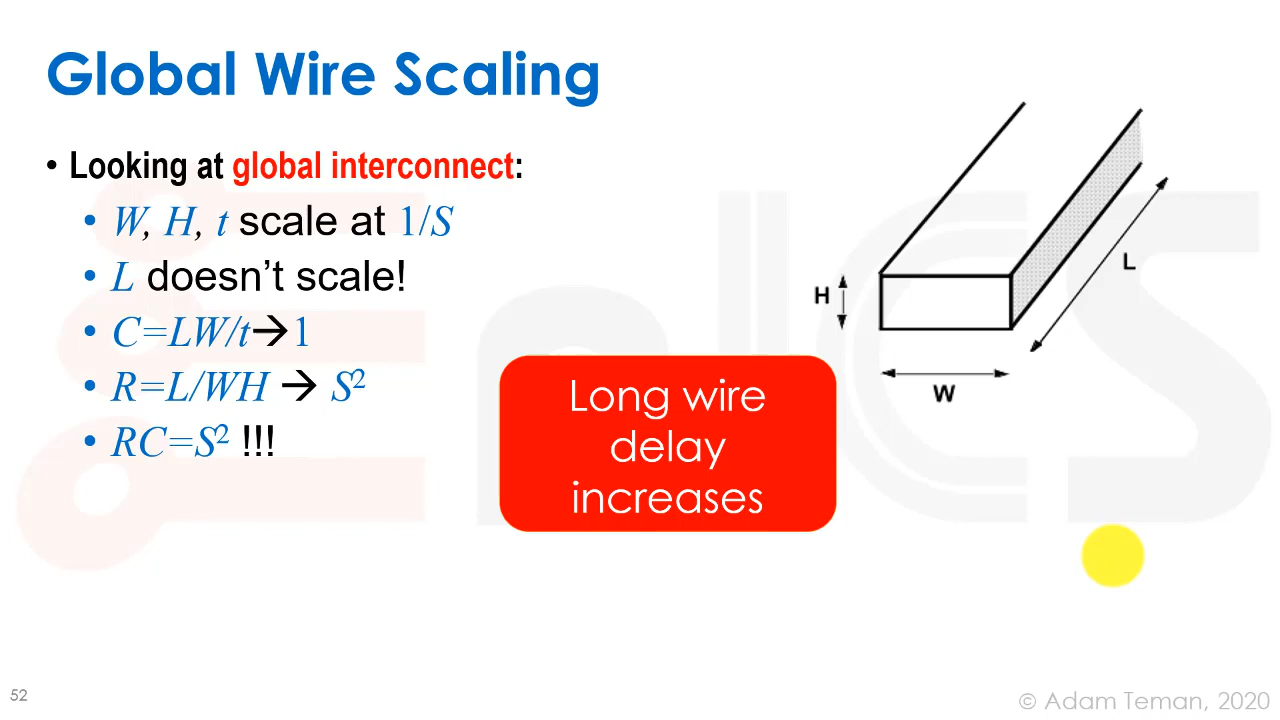 Global Wire Scaling
• Looking at global interconnect:
• W, H, t scale at 1/S
• L doesn’t scale!
• C=LW/t→1
• R=L/WH → S²
• RC=S² !!!
Long wire
delay
increases
H
W
L
52
© Adam Teman, 2020